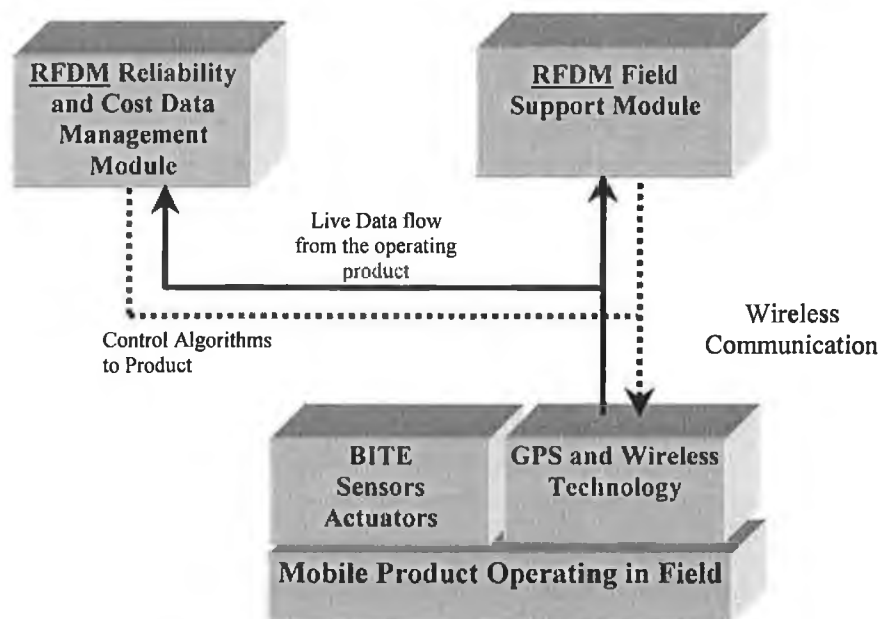 RFDM Reliability
and Cost Data
Management
Module
RFDM Field
Support Module
Live Data flow
from the operating
product
Control Algorithms
to Product
Wireless
Communication
BITE
Sensors
Actuators
GPS and Wireless
Technology
Mobile Product Operating in Field